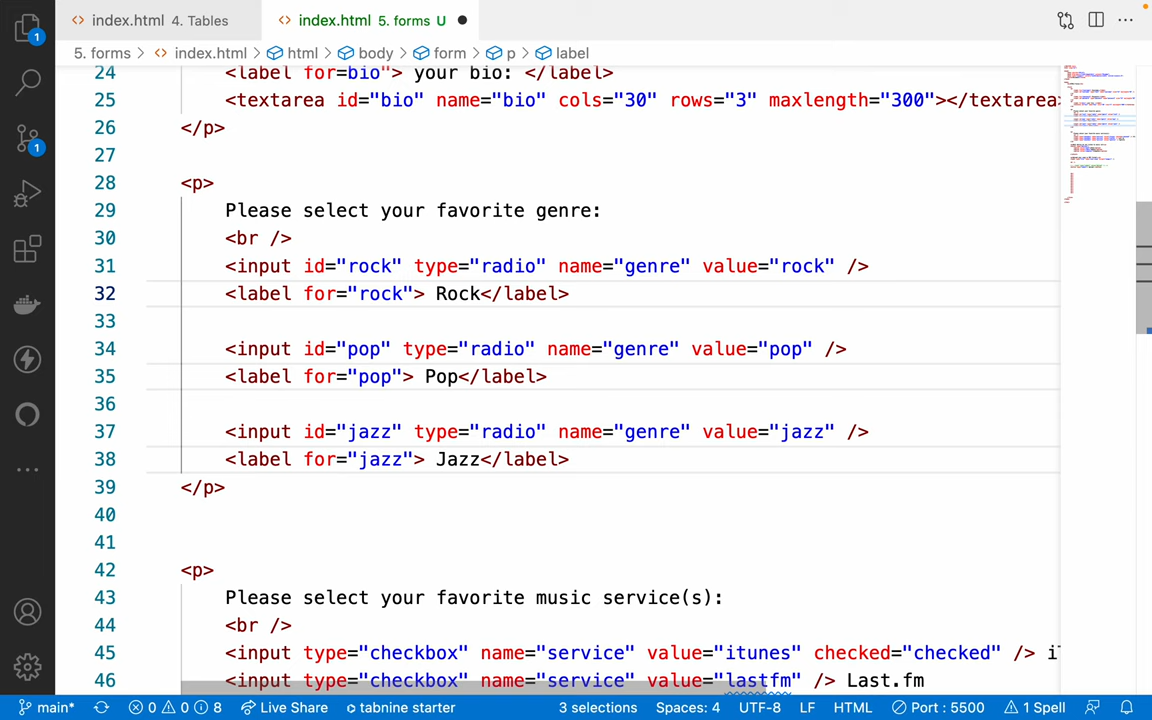 index.html 4. Tables
index.html 5. forms U
5. forms > index.html > html > body > form > p > label
24 <label for=bio"> your bio: </label>
25 <textarea id="bio" name="bio" cols="30" rows="3" maxlength="300"></textarea>
26 </p>
27
28 <p>
29 Please select your favorite genre:
30 <br />
31 <input id="rock" type="radio" name="genre" value="rock" />
32 <label for="rock"> Rock</label>
33
34 <input id="pop" type="radio" name="genre" value="pop" />
35 <label for="pop"> Pop</label>
36
37 <input id="jazz" type="radio" name="genre" value="jazz" />
38 <label for="jazz"> Jazz</label>
39 </p>
40
41
42 <p>
43 Please select your favorite music service(s):
44 <br />
45 <input type="checkbox" name="service" value="itunes" checked="checked" />
46 <input type="checkbox" name="service" value="lastfm" /> Last.fm
1
1
main* 0 0 8 Live Share tabnine starter 3 selections Spaces: 4 UTF-8 LF HTML Port : 5500 1 Spell